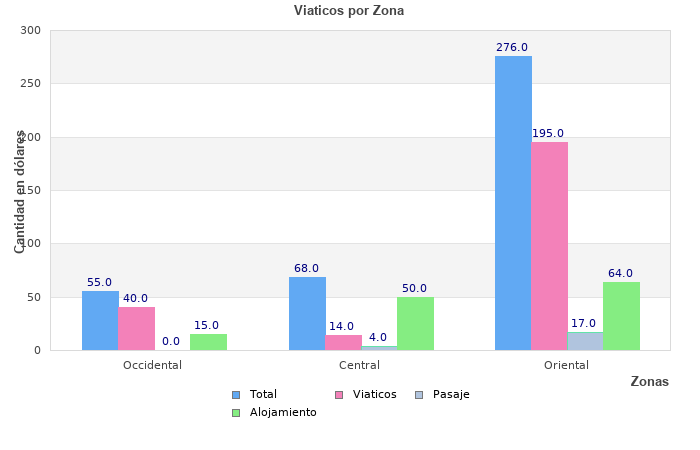 Viaticos por Zona
Cantidad en dólares
300
250
200
150
100
50
0
55.0
40.0
0.0
15.0
68.0
14.0
4.0
50.0
276.0
195.0
17.0
64.0
Occidental
Central
Oriental
Zonas
Total
Viaticos
Pasaje
Alojamiento